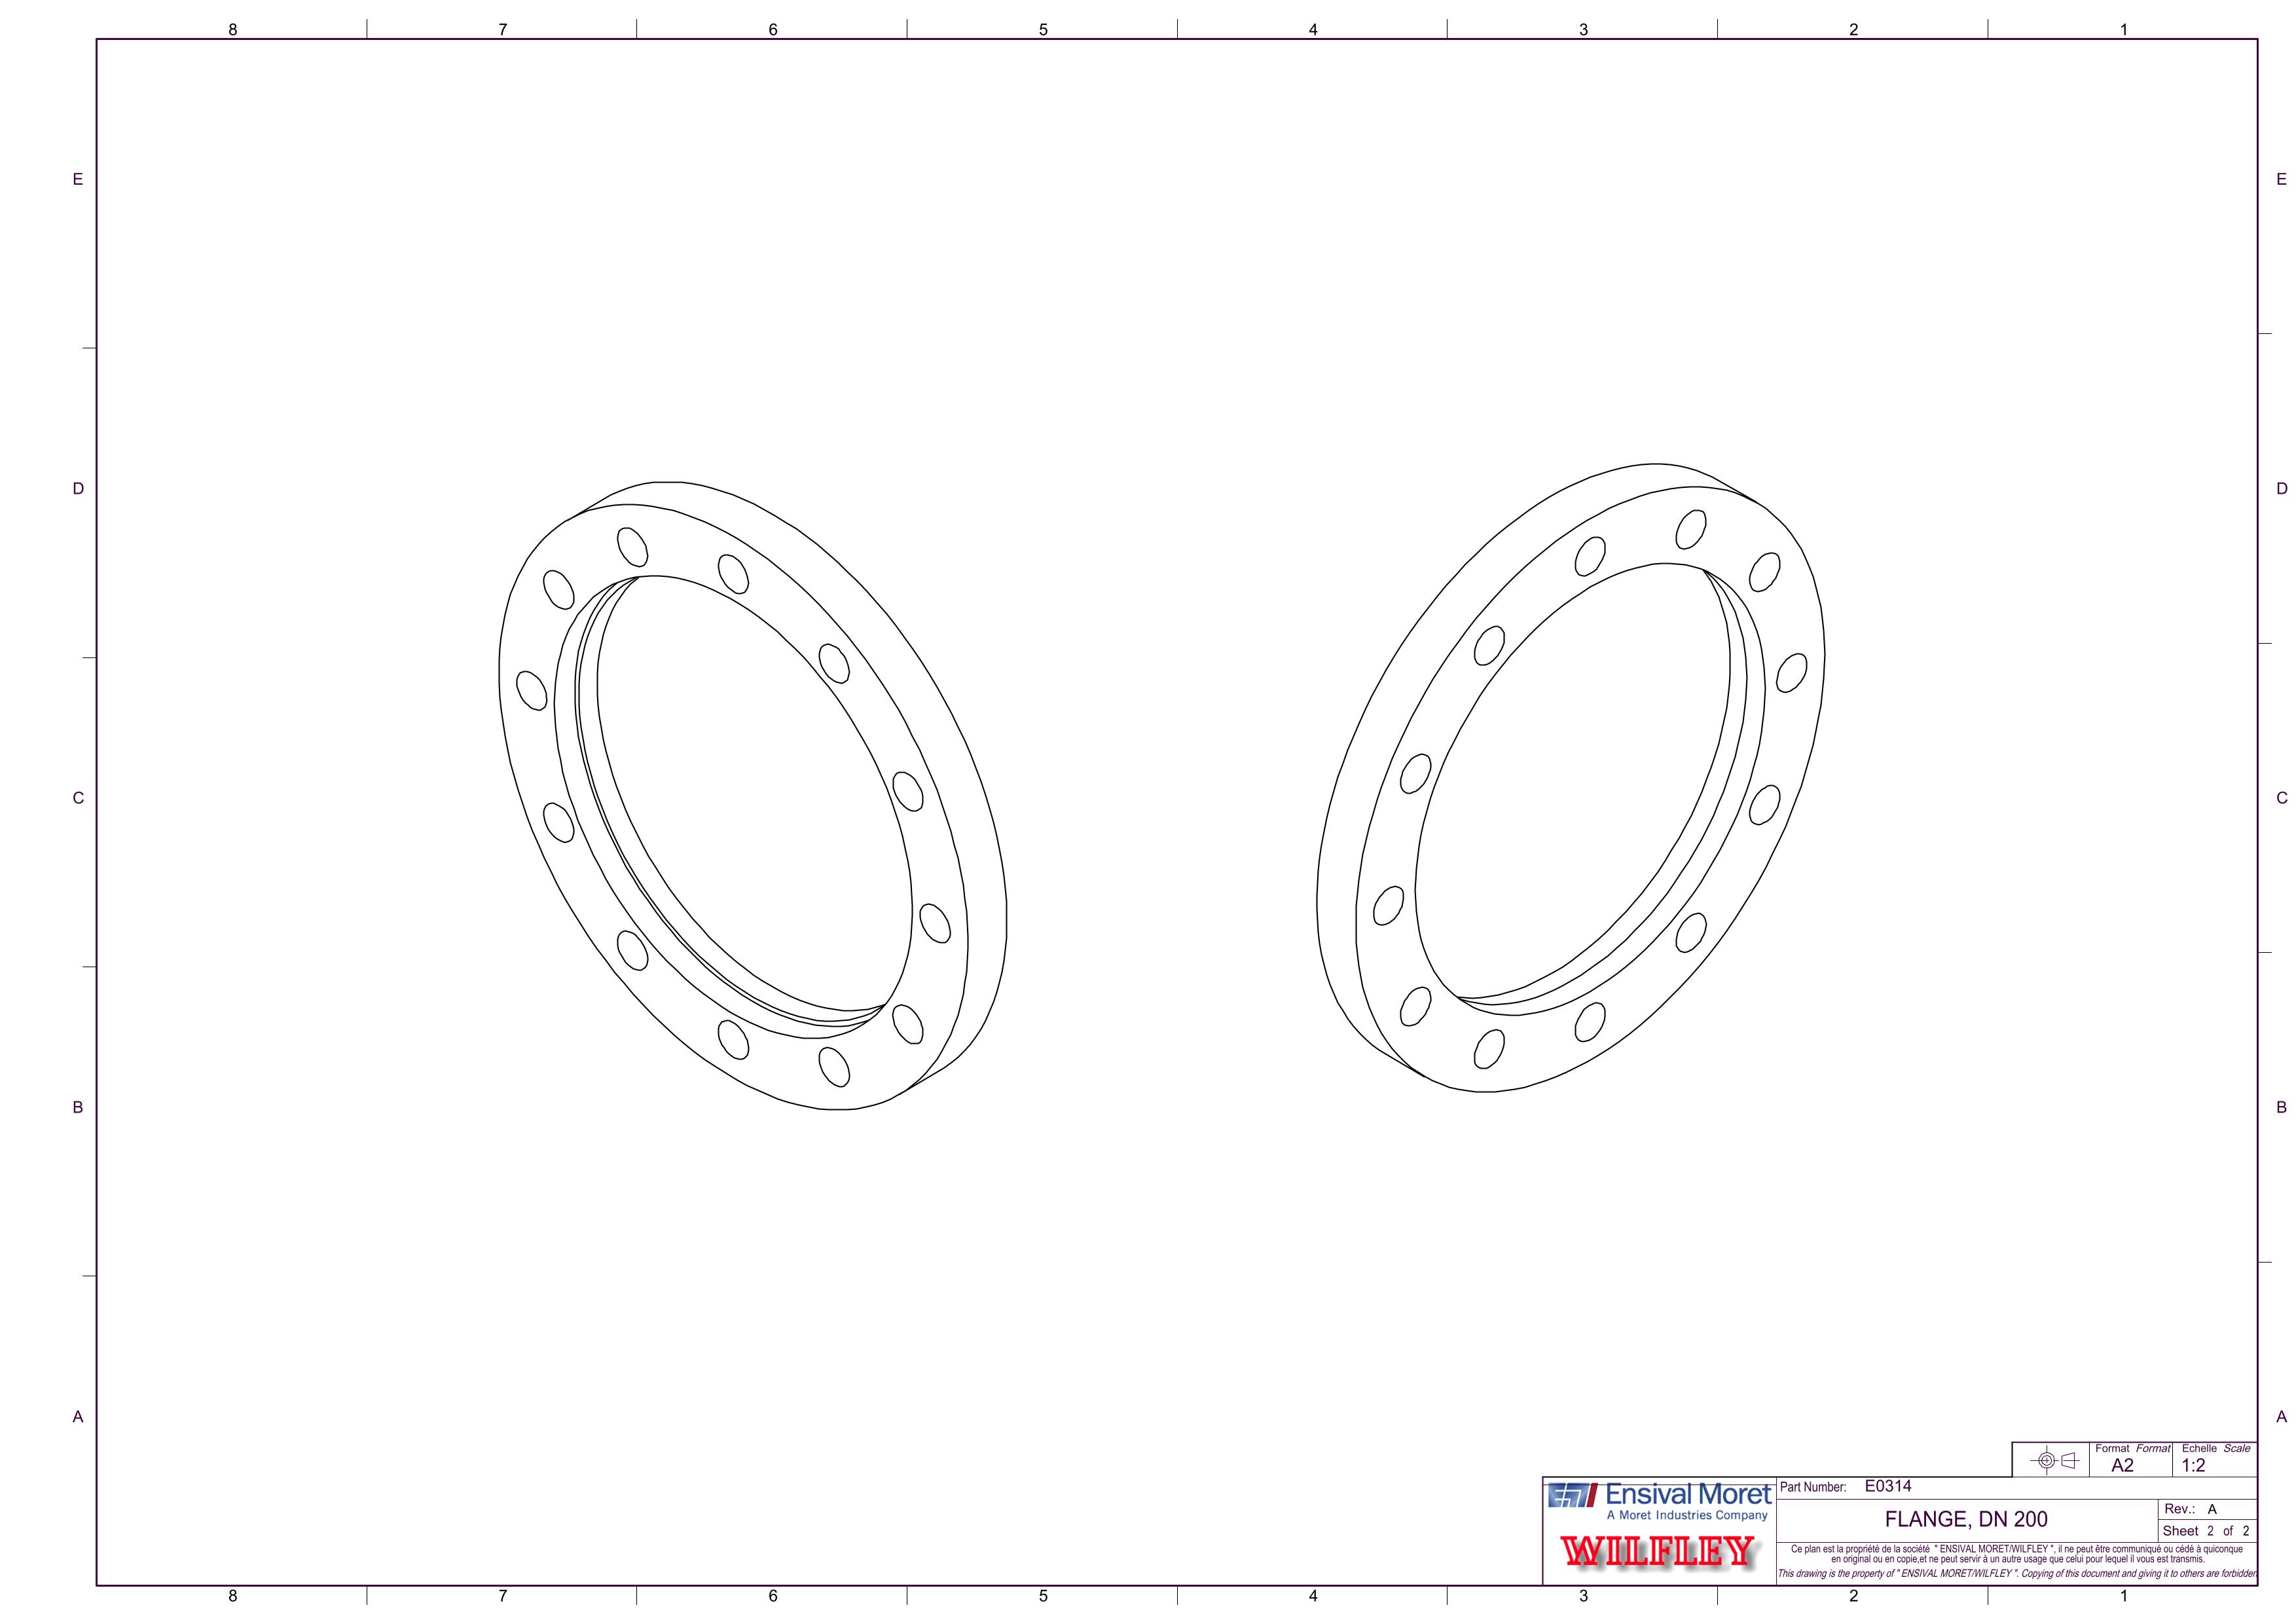 8 7 6 5 4 3 2 1
E E
D D
C C
B B
A A
Format Format Echelle Scale
A2 1:2
Ensival Moret
A Moret Industries Company
WILFLEY
Part Number: E0314
FLANGE, DN 200
Rev.: A
Sheet 2 of 2
Ce plan est la propriété de la société " ENSIVAL MORET/WILFLEY ", il ne peut être communiqué ou cédé à quiconque
en original ou en copie,et ne peut servir à un autre usage que celui pour lequel il vous est transmis.
This drawing is the property of " ENSIVAL MORET/WILFLEY ". Copying of this document and giving it to others are forbidden
8 7 6 5 4 3 2 1